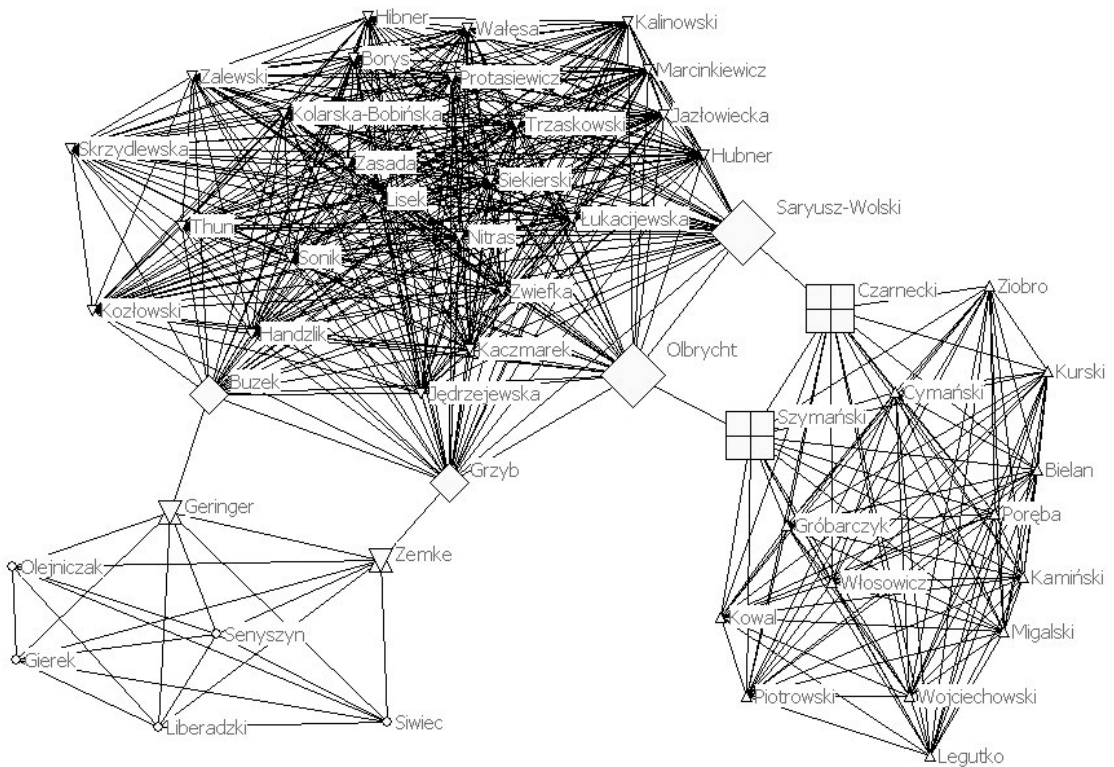 Hibner
Wałęsa
Kalinowski
Borys
Zalewski
Protasiewicz
Marcinkiewicz
Kolarska-Bobińska
Trzaskowski
Jazłowiecka
Skrzydlewska
Zasada
Hubner
Siekierski
Lisek
Saryusz-Wolski
Thun
Łukacijewska
Nitras
Sonik
Zwiefka
Czarnecki
Ziobro
Kozłowski
Handzlik
Kaczmarek
Olbrycht
Kurski
Buzek
Jędrzejewska
Cymański
Szymański
Grzyb
Bielan
Geringer
Poręba
Gróbarczyk
Zemke
Olejniczak
Włosowicz
Kamiński
Kowal
Senyszyn
Migalski
Gierek
Piotrowski
Wojciechowski
Liberadzki
Siwiec
Legutko